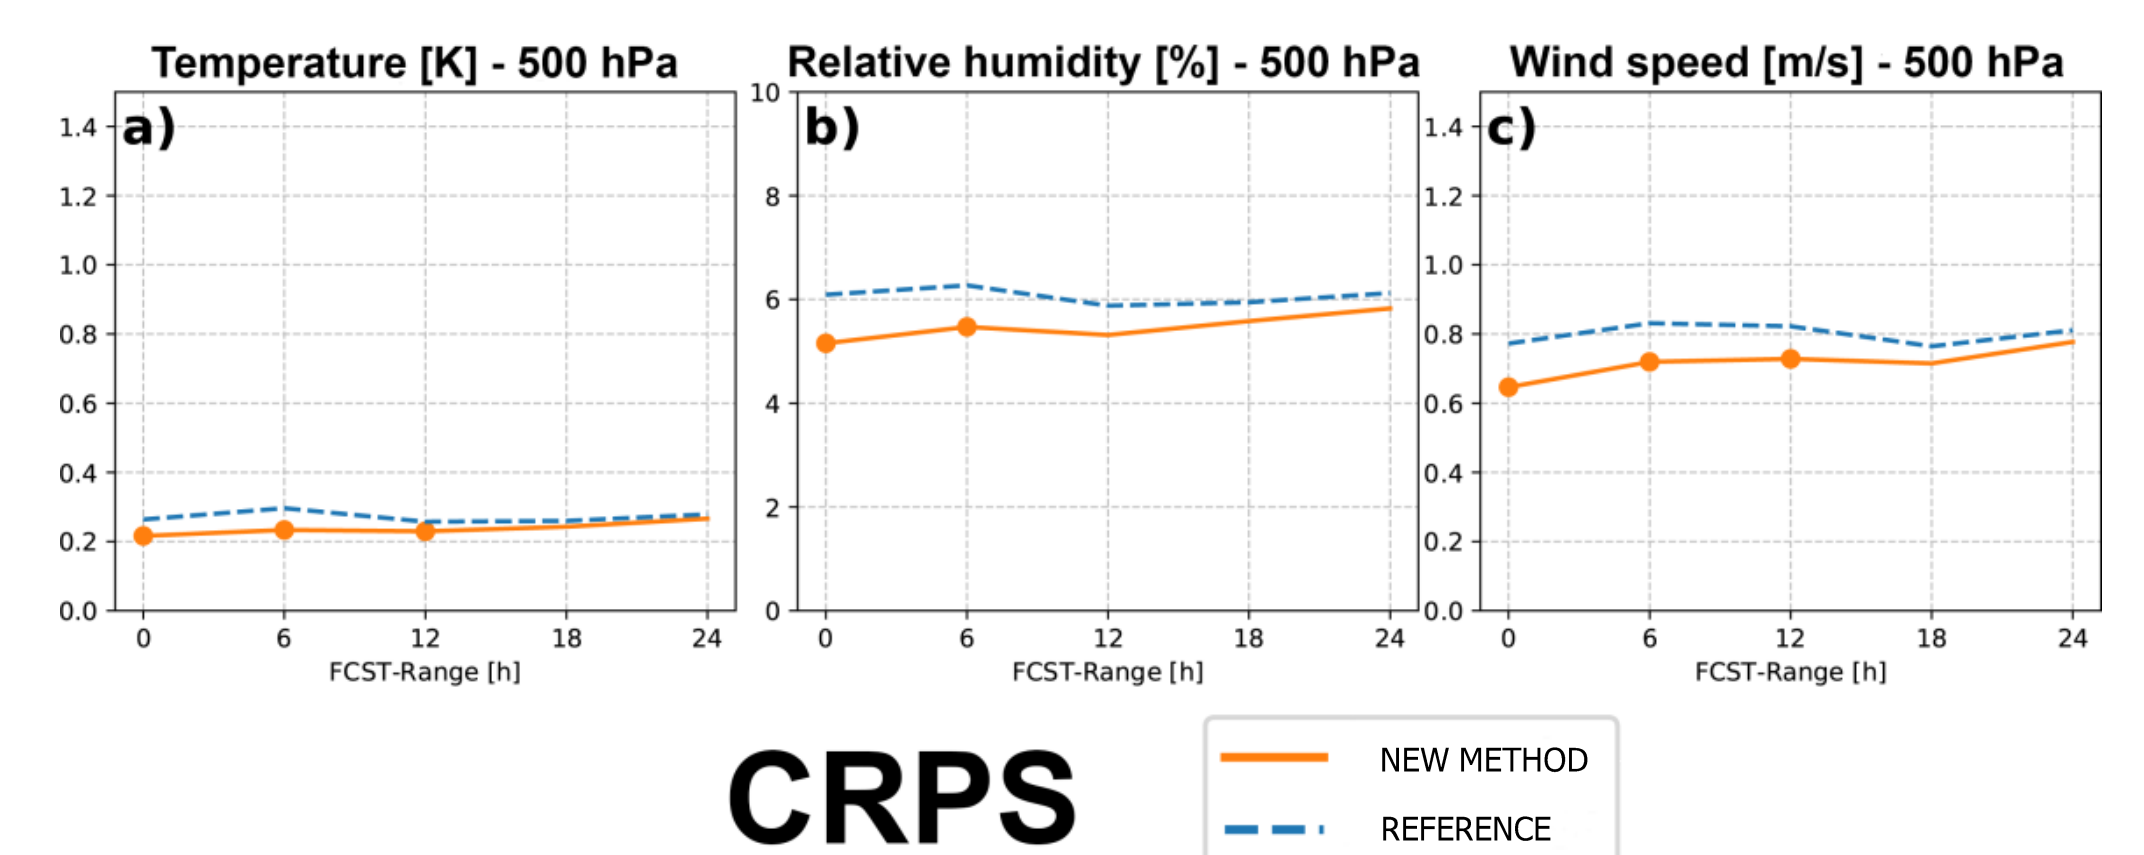 Temperature [K] - 500 hPa
a)
1.4
1.2
1.0
0.8
0.6
0.4
0.2
0.0
0 6 12 18 24
FCST-Range [h]
Relative humidity [%] - 500 hPa
b)
10
8
6
4
2
0
0 6 12 18 24
FCST-Range [h]
Wind speed [m/s] - 500 hPa
c)
1.4
1.2
1.0
0.8
0.6
0.4
0.2
0.0
0 6 12 18 24
FCST-Range [h]
CRPS
NEW METHOD
REFERENCE